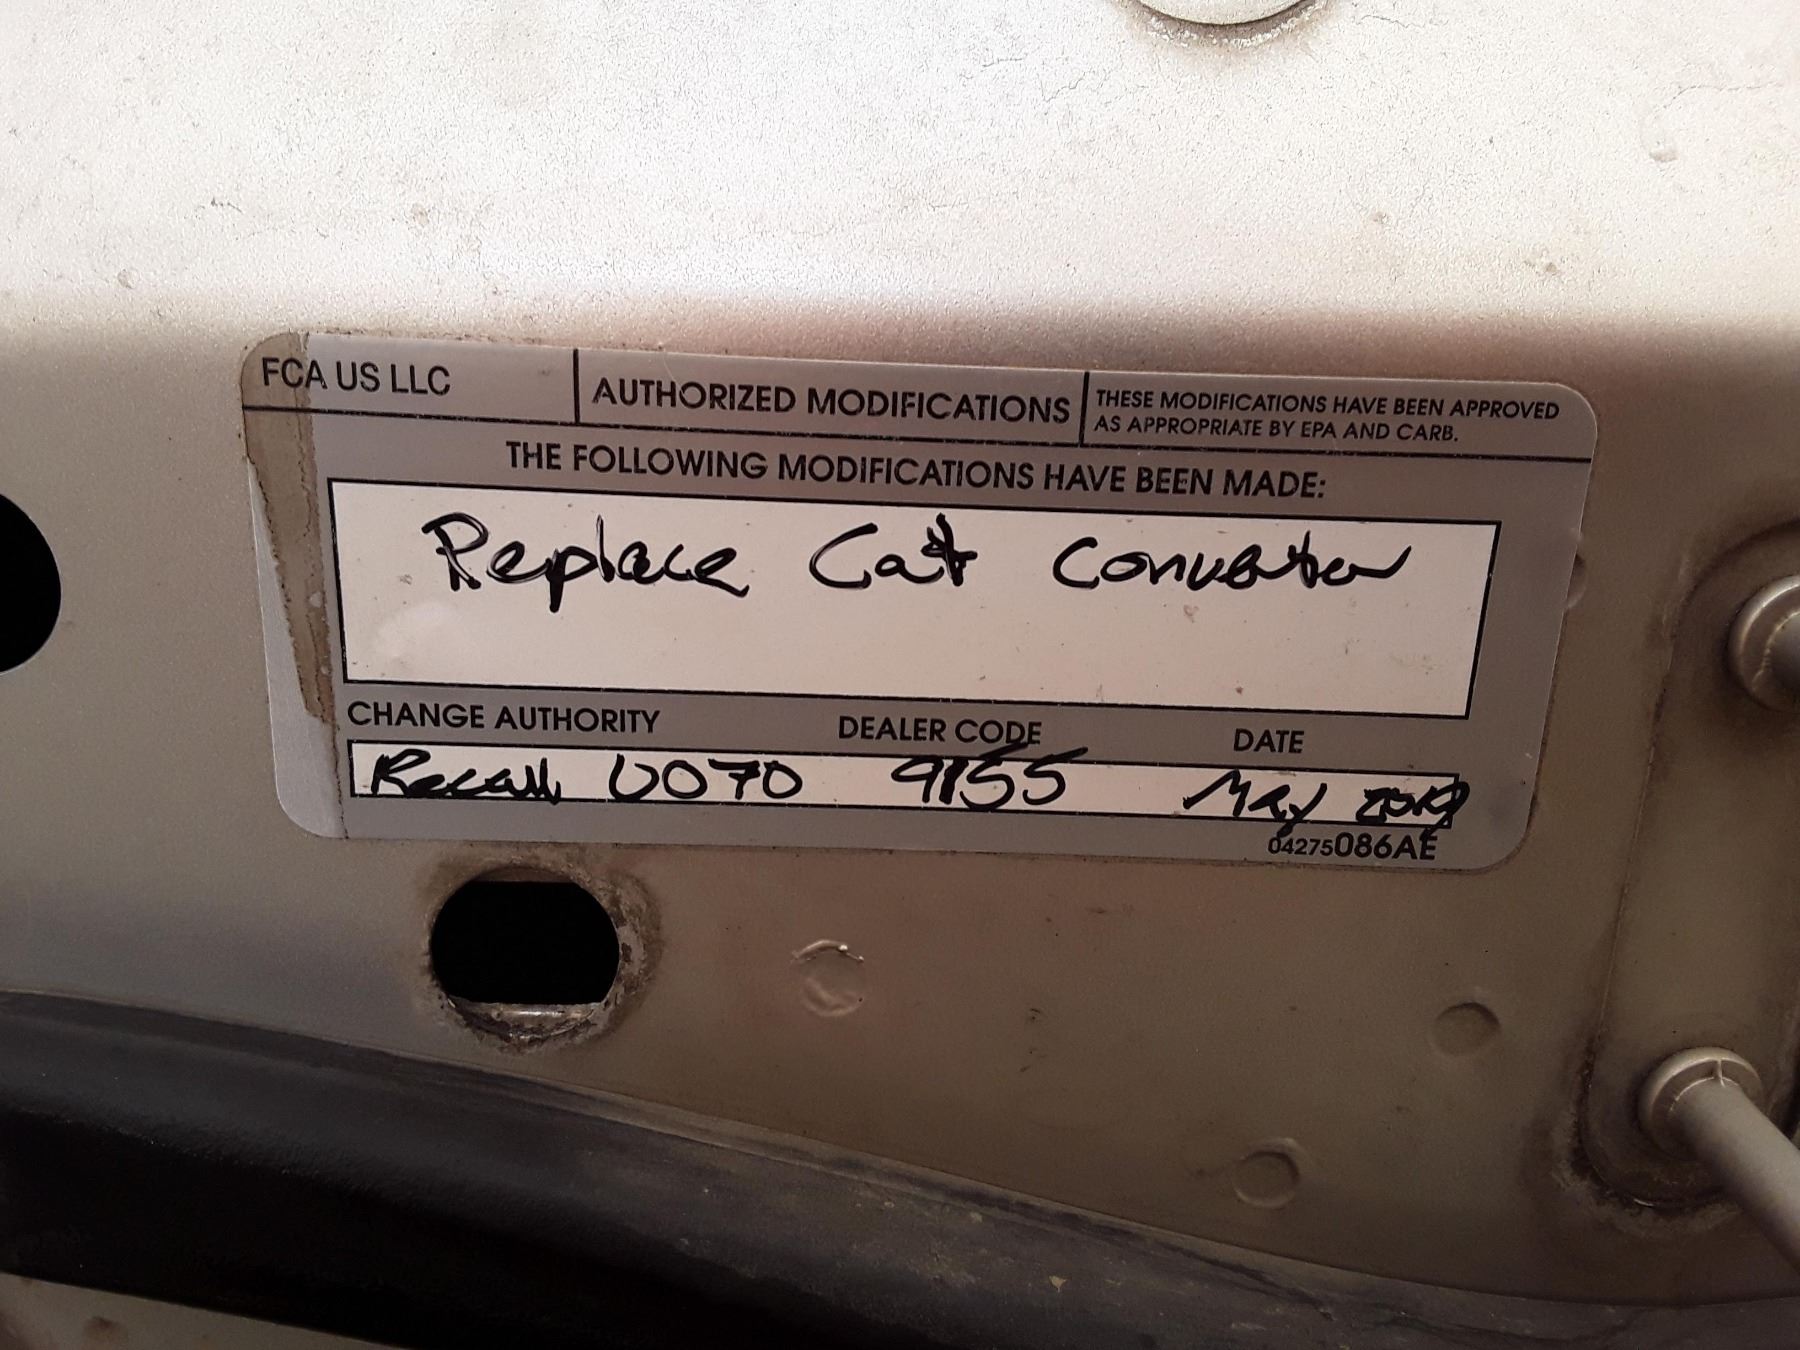 FCA US LLC
AUTHORIZED MODIFICATIONS
THESE MODIFICATIONS HAVE BEEN APPROVED
AS APPROPRIATE BY EPA AND CARB.
THE FOLLOWING MODIFICATIONS HAVE BEEN MADE:
Replace Cat Converter
CHANGE AUTHORITY DEALER CODE DATE
Recall U070 9155 May 2019
04275086AE